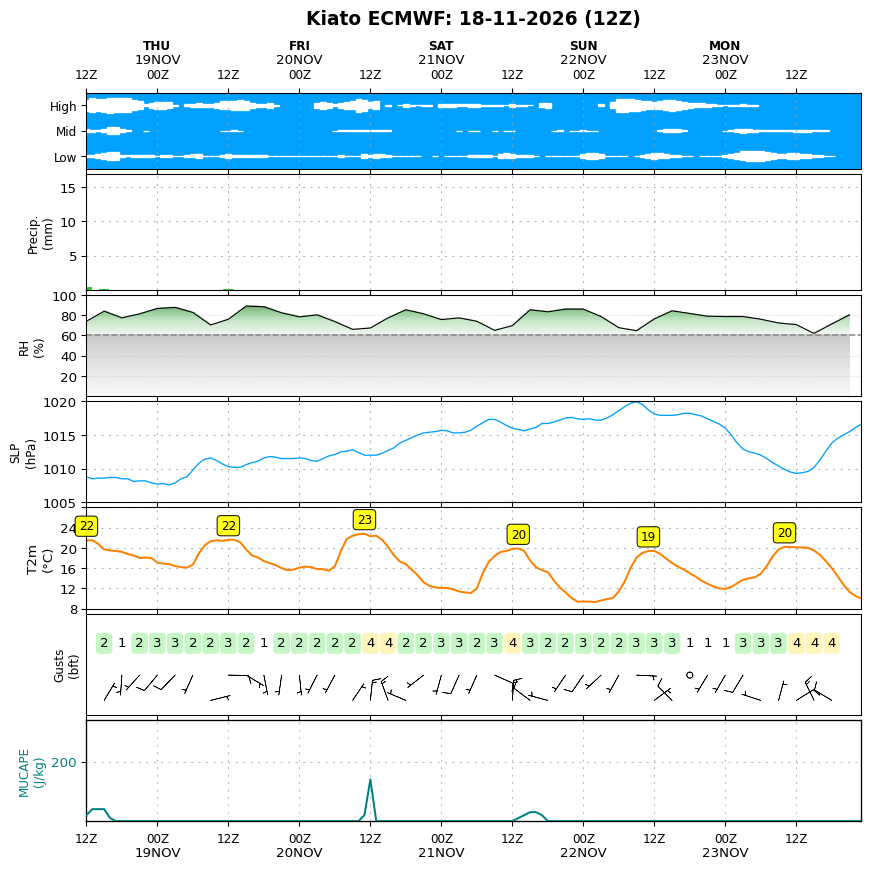 Kiato ECMWF: 18-11-2026 (12Z)
THU FRI SAT SUN MON
19NOV 20NOV 21NOV 22NOV 23NOV
12Z 00Z 12Z 00Z 12Z 00Z 12Z 00Z 12Z 00Z 12Z
High
Mid
Low
Precip.
(mm)
15
10
5
RH
(%)
100
80
60
40
20
SLP
(hPa)
1020
1015
1010
1005
T2m
(°C)
24
20
16
12
8
22 22 23 20 19 20
Gusts
(bft)
2 1 2 3 3 2 2 3 2 1 2 2 2 2 2 4 4 2 2 3 3 2 3 4 3 2 2 3 2 2 3 3 3 1 1 1 3 3 3 4 4 4
MUCAPE
(J/kg)
200
12Z 00Z 12Z 00Z 12Z 00Z 12Z 00Z 12Z 00Z 12Z
19NOV 20NOV 21NOV 22NOV 23NOV